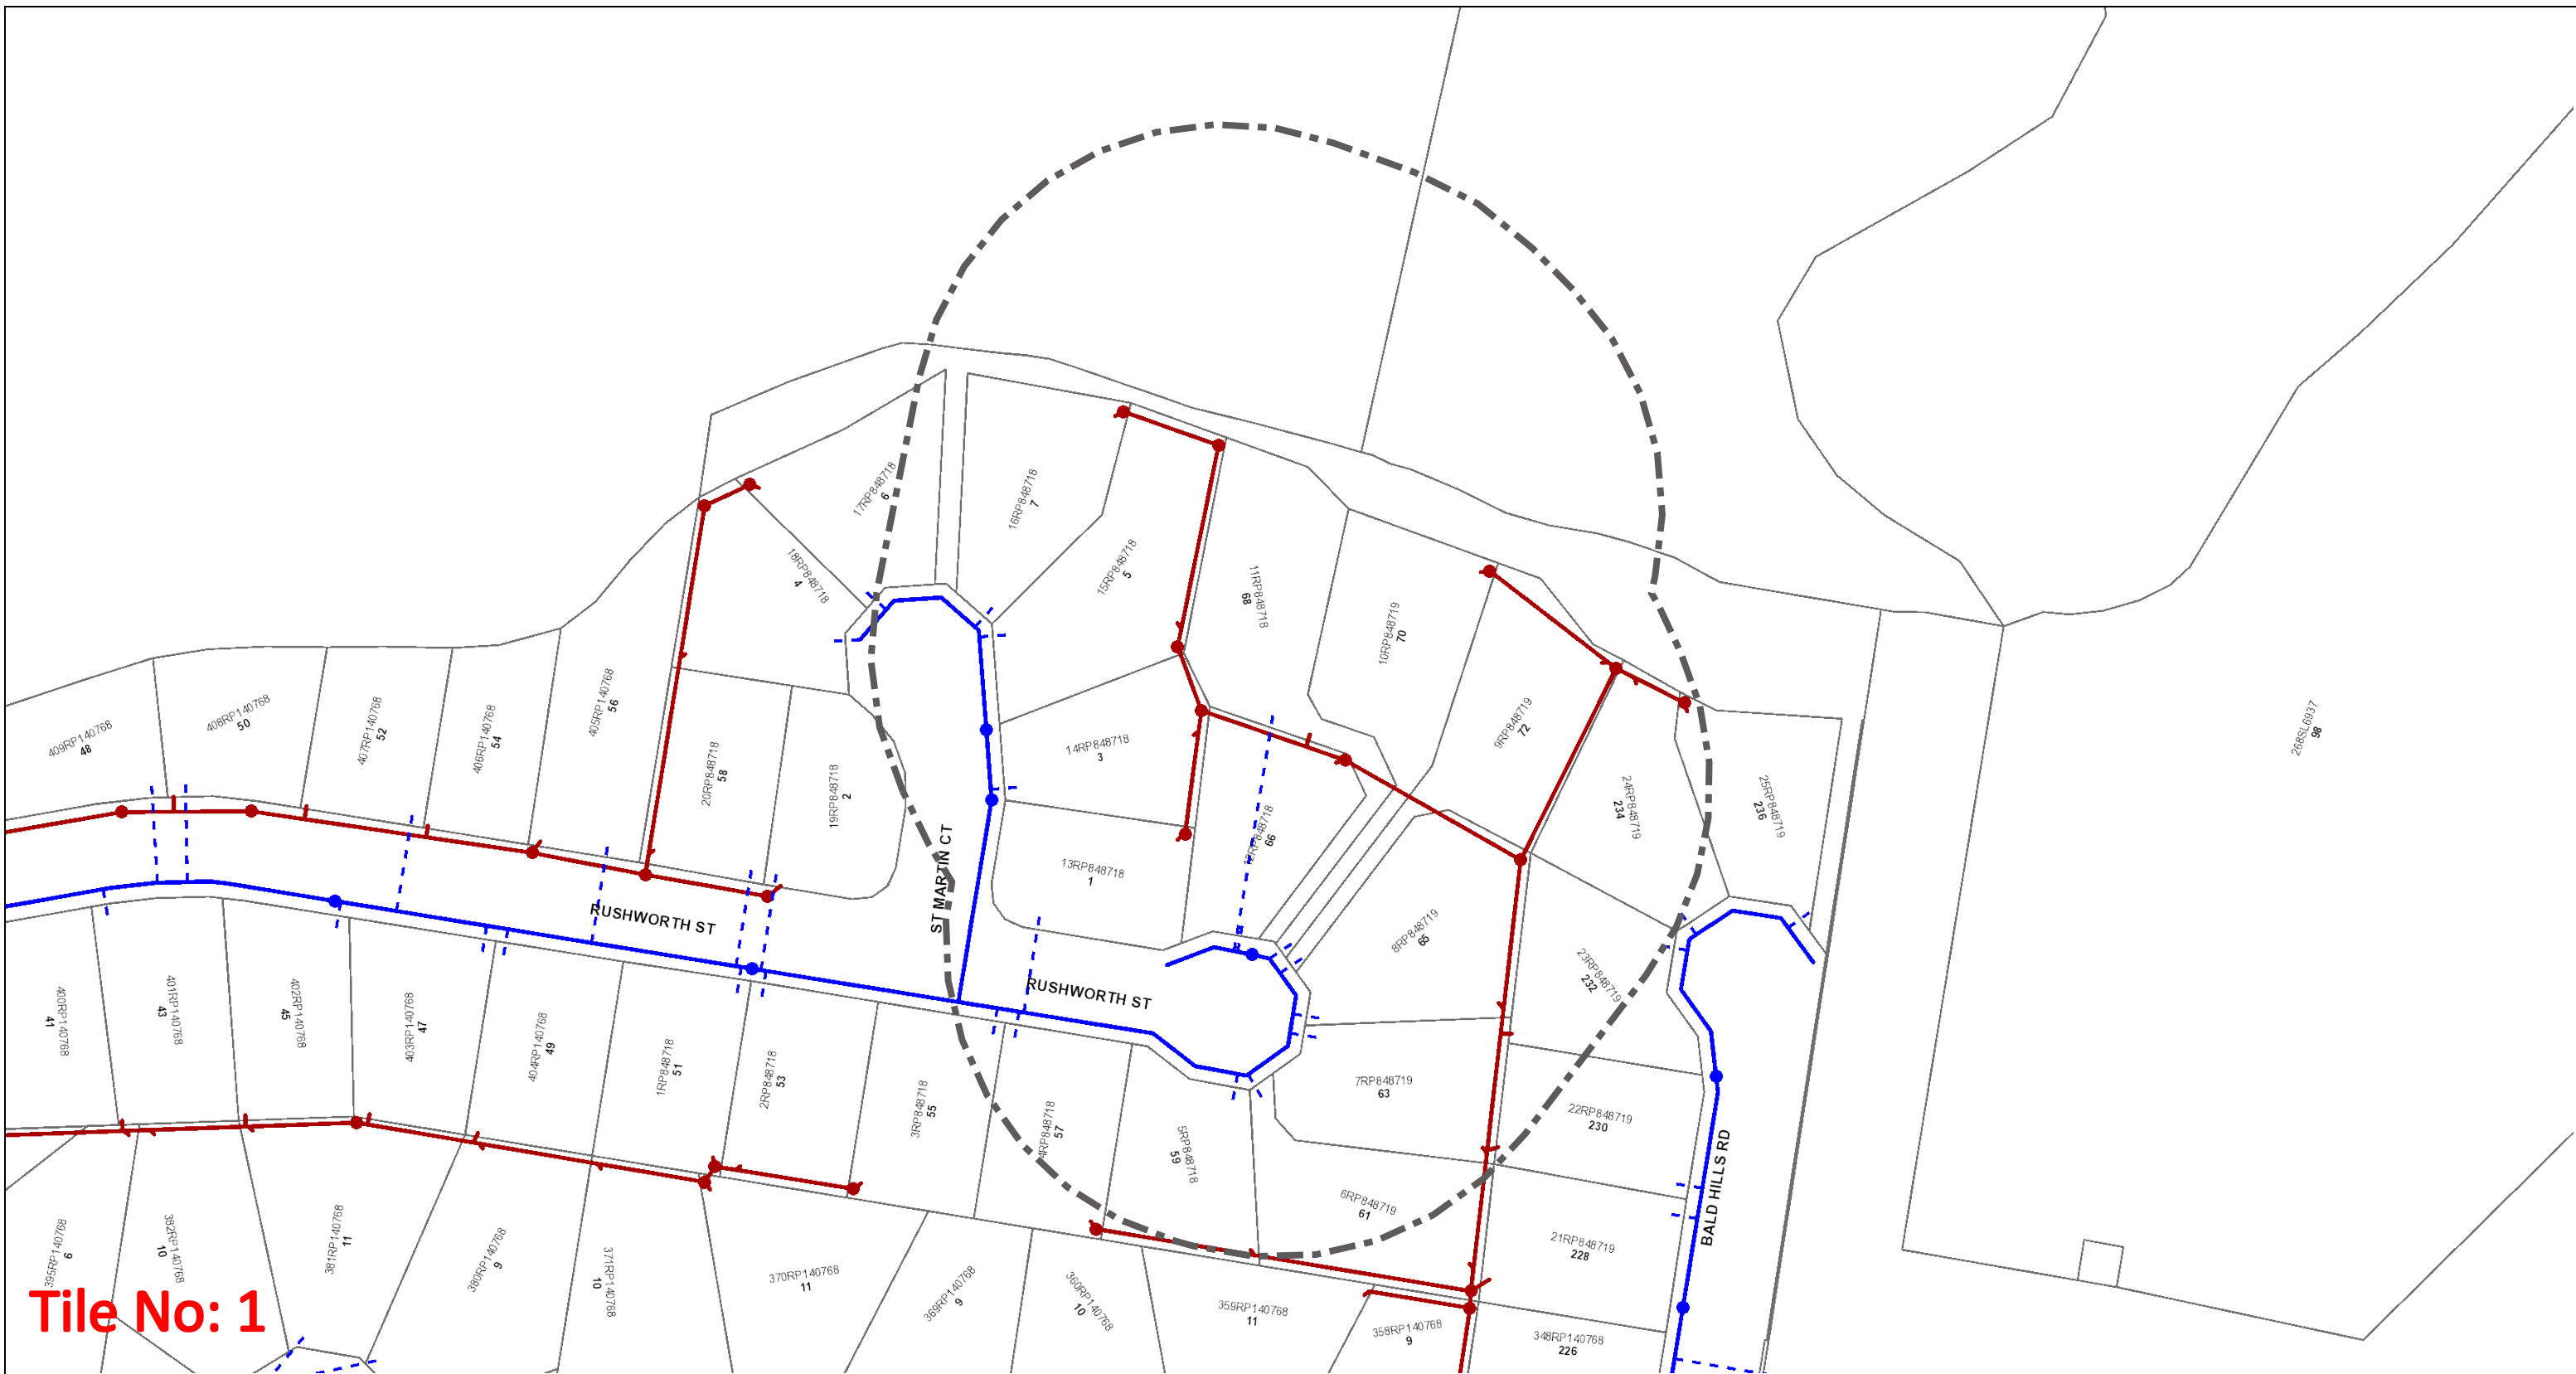 17RP848718
6
16RP848718
7
18RP848718
4
15RP848718
5
11RP848718
68
10RP848719
70
409RP140768
48
408RP140768
50
407RP140768
52
406RP140768
54
405RP140768
56
20RP848718
58
19RP848718
2
14RP848718
3
9RP848719
72
24RP848719
234
25RP848719
236
268SL6937
98
13RP848718
1
12RP848718
66
ST MARTIN CT
RUSHWORTH ST
RUSHWORTH ST
8RP848719
65
23RP848719
232
400RP140768
41
401RP140768
43
402RP140768
45
403RP140768
47
404RP140768
49
1RP848718
51
2RP848718
53
3RP848718
55
4RP848718
57
5RP848718
59
7RP848719
63
22RP848719
230
BALD HILLS RD
6RP848719
61
21RP848719
228
395RP140768
6
382RP140768
10
381RP140768
11
380RP140768
9
371RP140768
10
370RP140768
11
369RP140768
9
360RP140768
10
359RP140768
11
358RP140768
9
348RP140768
226
Tile No: 1